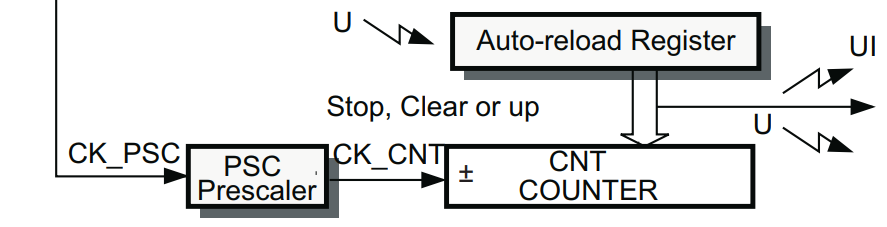 U
Auto-reload Register
UI
Stop, Clear or up
U
CK_PSC
PSC
Prescaler
CK_CNT
±
CNT
COUNTER